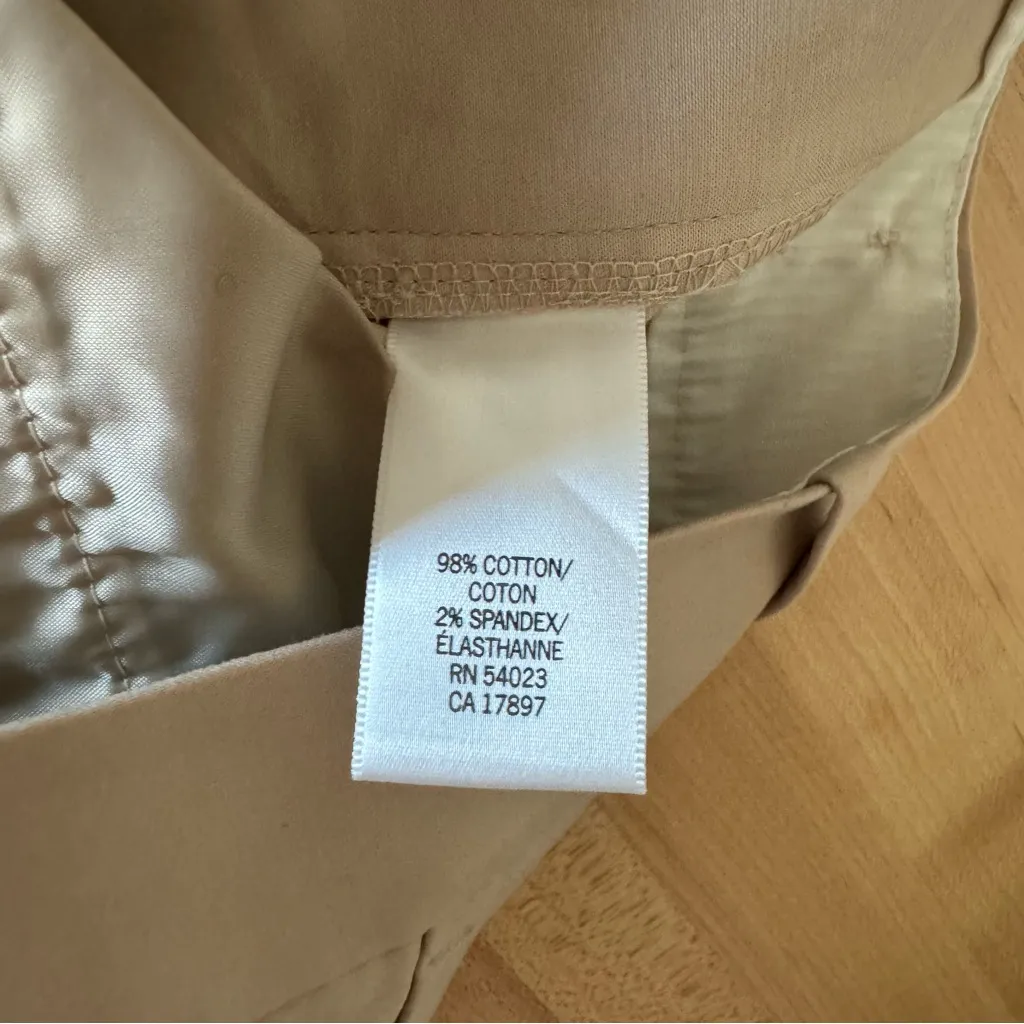 98% COTTON/
COTON
2% SPANDEX/
ÉLASTHANNE
RN 54023
CA 17897